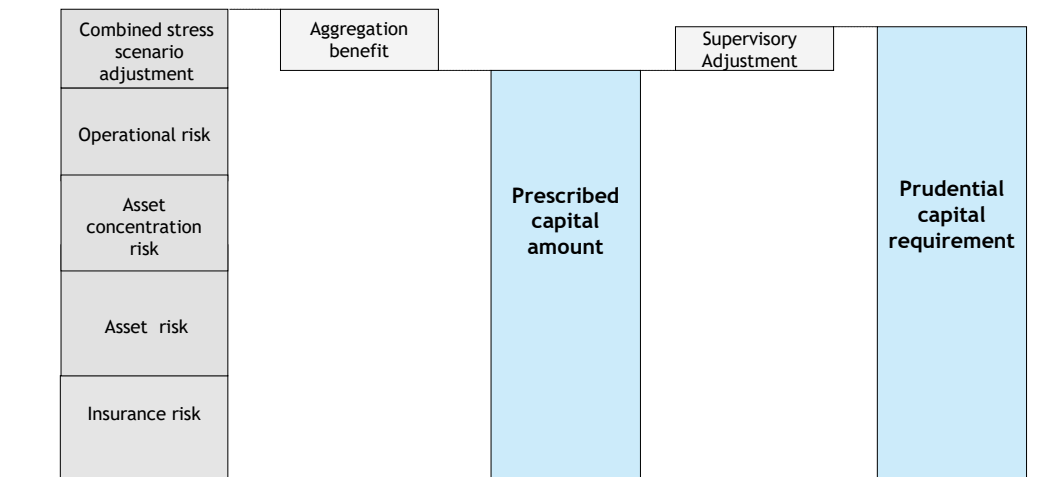 Combined stress
scenario
adjustment
Operational risk
Asset
concentration
risk
Asset risk
Insurance risk
Aggregation
benefit
Prescribed
capital
amount
Supervisory
Adjustment
Prudential
capital
requirement